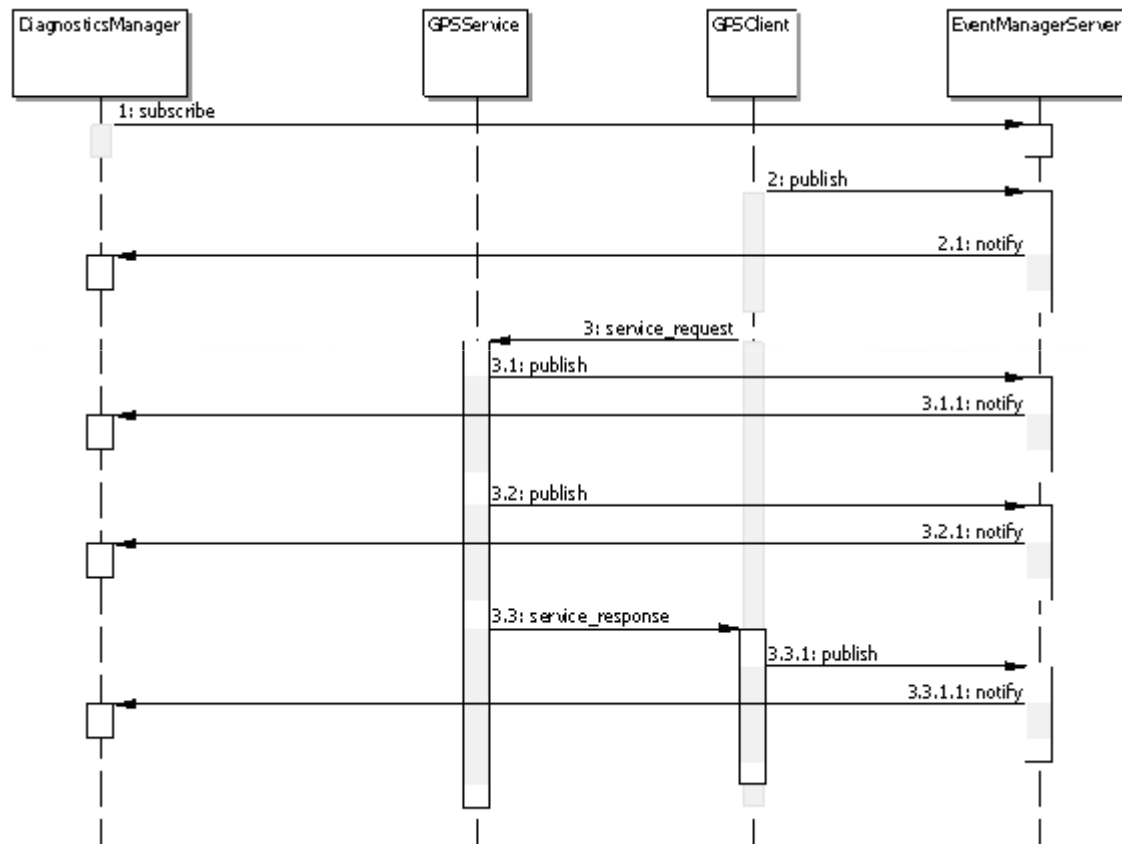 DiagnosticsManager
GPSService
GPSClient
EventManagerServer
1: subscribe
2: publish
2.1: notify
3: service_request
3.1: publish
3.1.1: notify
3.2: publish
3.2.1: notify
3.3: service_response
3.3.1: publish
3.3.1.1: notify